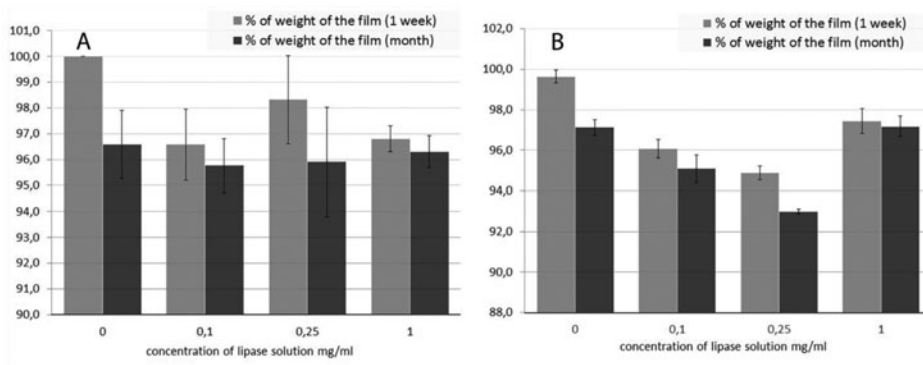 A
% of weight of the film (1 week)
% of weight of the film (month)
101,0
100,0
99,0
98,0
97,0
96,0
95,0
94,0
93,0
92,0
91,0
90,0
0 0,1 0,25 1
concentration of lipase solution mg/ml
B
% of weight of the film (1 week)
% of weight of the film (month)
102,0
100,0
98,0
96,0
94,0
92,0
90,0
88,0
0 0,1 0,25 1
concentration of lipase solution mg/ml